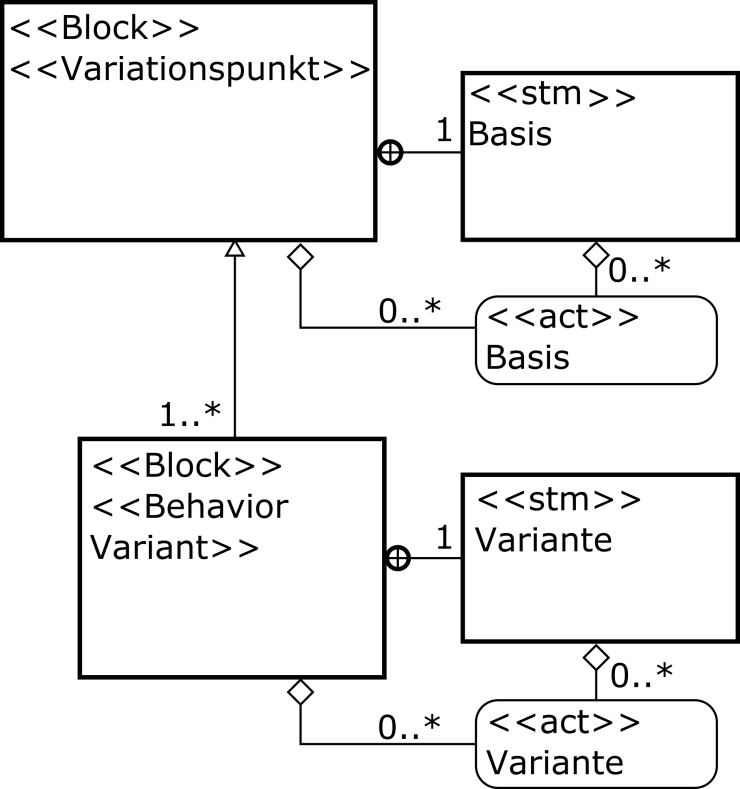 <<Block>>
<<Variationspunkt>>
<<stm>>
1
Basis
0..*
0..*
<<act>>
Basis
1..*
<<Block>>
<<Behavior
Variant>>
<<stm>>
1
Variante
0..*
0..*
<<act>>
Variante